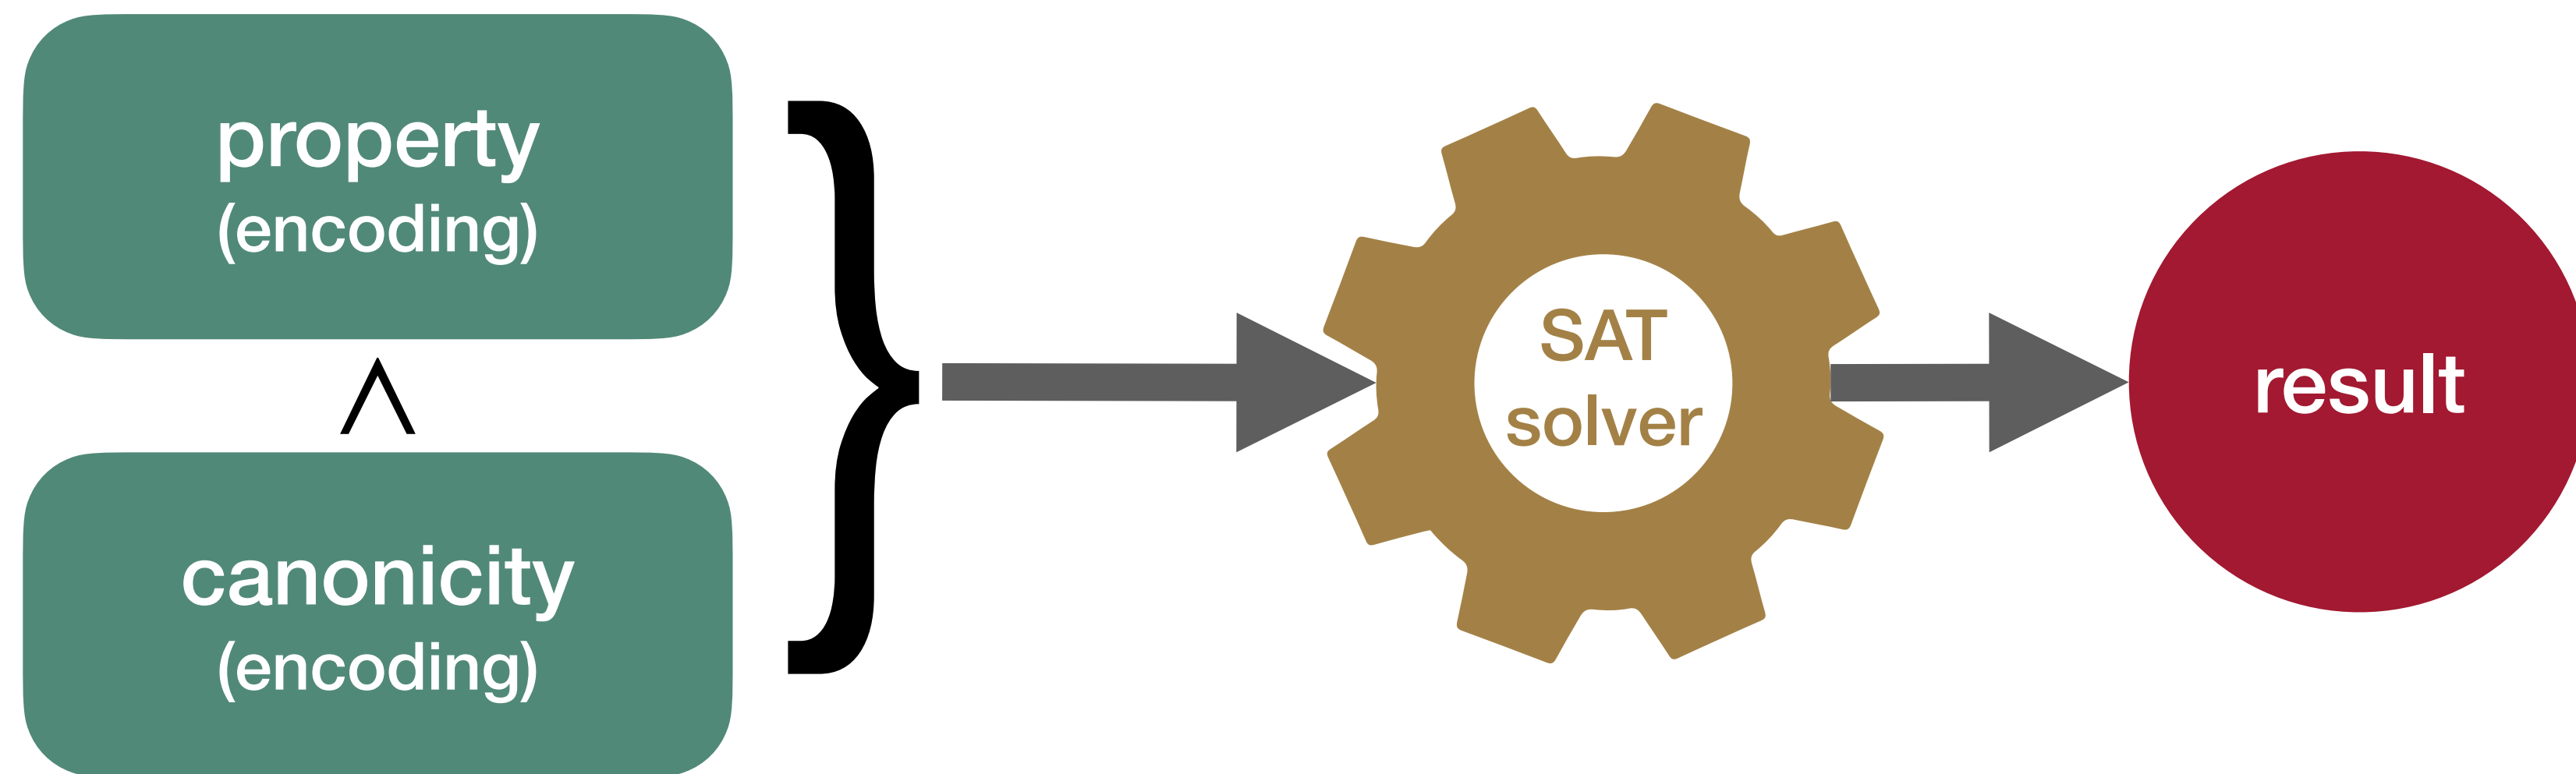 property
(encoding)
∧
canonicity
(encoding)
}
SAT
solver
result